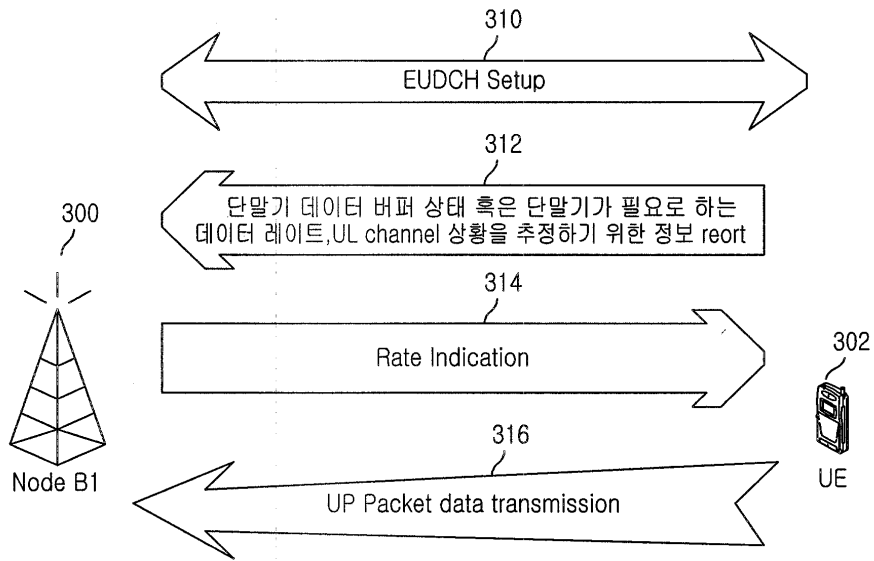 310
EUDCH Setup
312
단말기 데이터 버퍼 상태 혹은 단말기가 필요로 하는
데이터 레이트,UL channel 상황을 추정하기 위한 정보 reort
300
314
Rate Indication
302
316
Node B1
UE
UP Packet data transmission